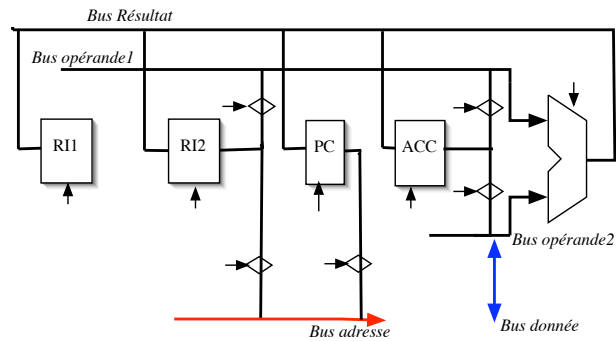 Bus Résultat
Bus opérande1
RI1
RI2
PC
ACC
Bus opérande2
Bus adresse
Bus donnée